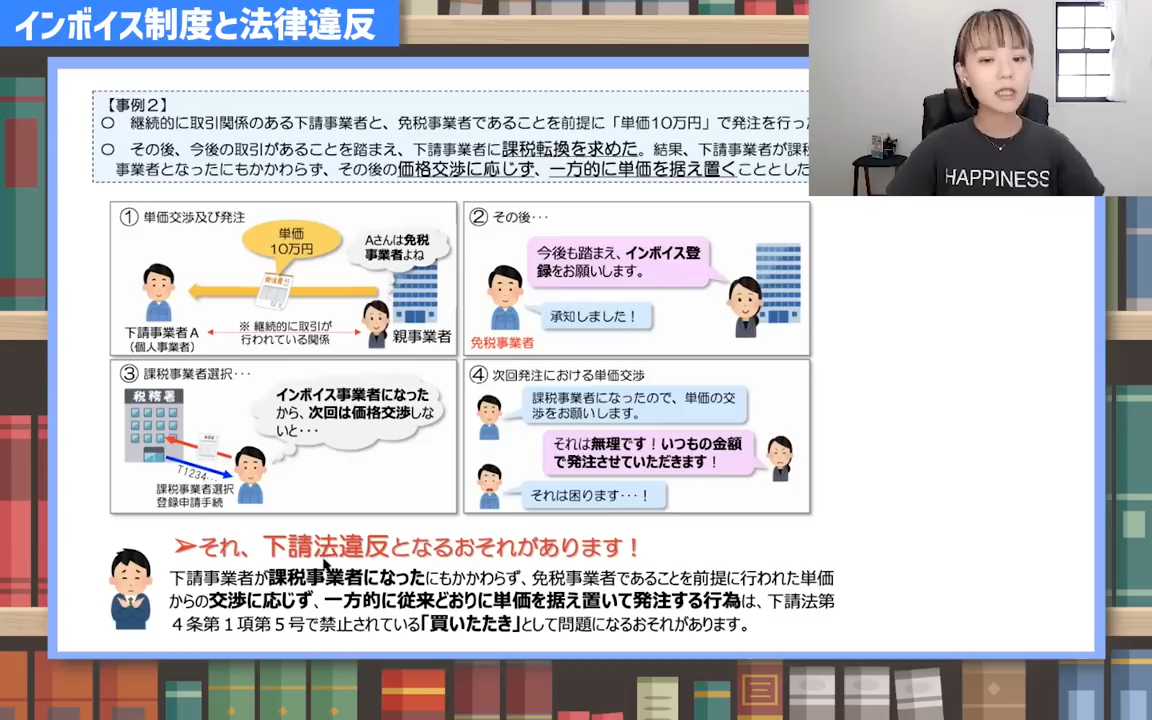 インボイス制度と法律違反
HAPPINESS
【事例２】
○ 継続的に取引関係のある下請事業者と、免税事業者であることを前提に「単価10万円」で発注を行っ
○ その後、今後の取引があることを踏まえ、下請事業者に課税転換を求めた。結果、下請事業者が課税
事業者となったにもかかわらず、その後の価格交渉に応じず、一方的に単価を据え置くこととした
① 単価交渉及び発注
単価
10万円
Aさんは免税
事業者よね
発注書
下請事業者A
（個人事業者）
※ 継続的に取引が
行われている関係
親事業者
② その後･･･
今後も踏まえ、インボイス登
録をお願いします。
承知しました！
免税事業者
③ 課税事業者選択･･･
税務署
インボイス事業者になった
から、次回は価格交渉しな
いと･･･
T1234･･･
課税事業者選択
登録申請手続
④ 次回発注における単価交渉
課税事業者になったので、単価の交
渉をお願いします。
それは無理です！いつもの金額
で発注させていただきます！
それは困ります･･･！
➢それ、下請法違反となるおそれがあります！
下請事業者が課税事業者になったにもかかわらず、免税事業者であることを前提に行われた単価
からの交渉に応じず、一方的に従来どおりに単価を据え置いて発注する行為は、下請法第
４条第１項第５号で禁止されている「買いたたき」として問題になるおそれがあります。